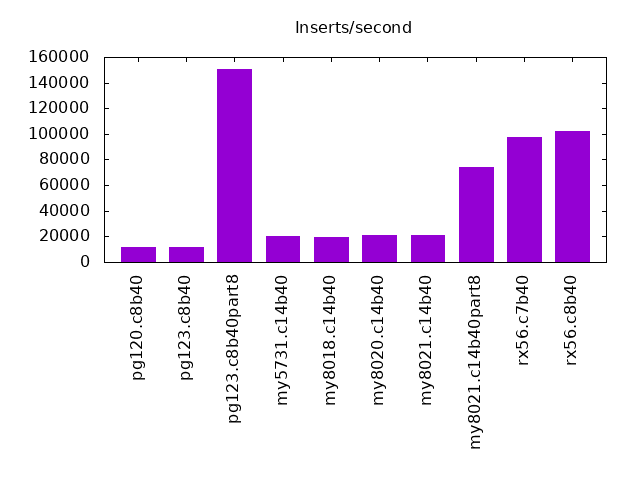 Inserts/second
160000
140000
120000
100000
80000
60000
40000
20000
0
pg120.c8b40
pg123.c8b40
pg123.c8b40part8
my5731.c14b40
my8018.c14b40
my8020.c14b40
my8021.c14b40
my8021.c14b40part8
rx56.c7b40
rx56.c8b40